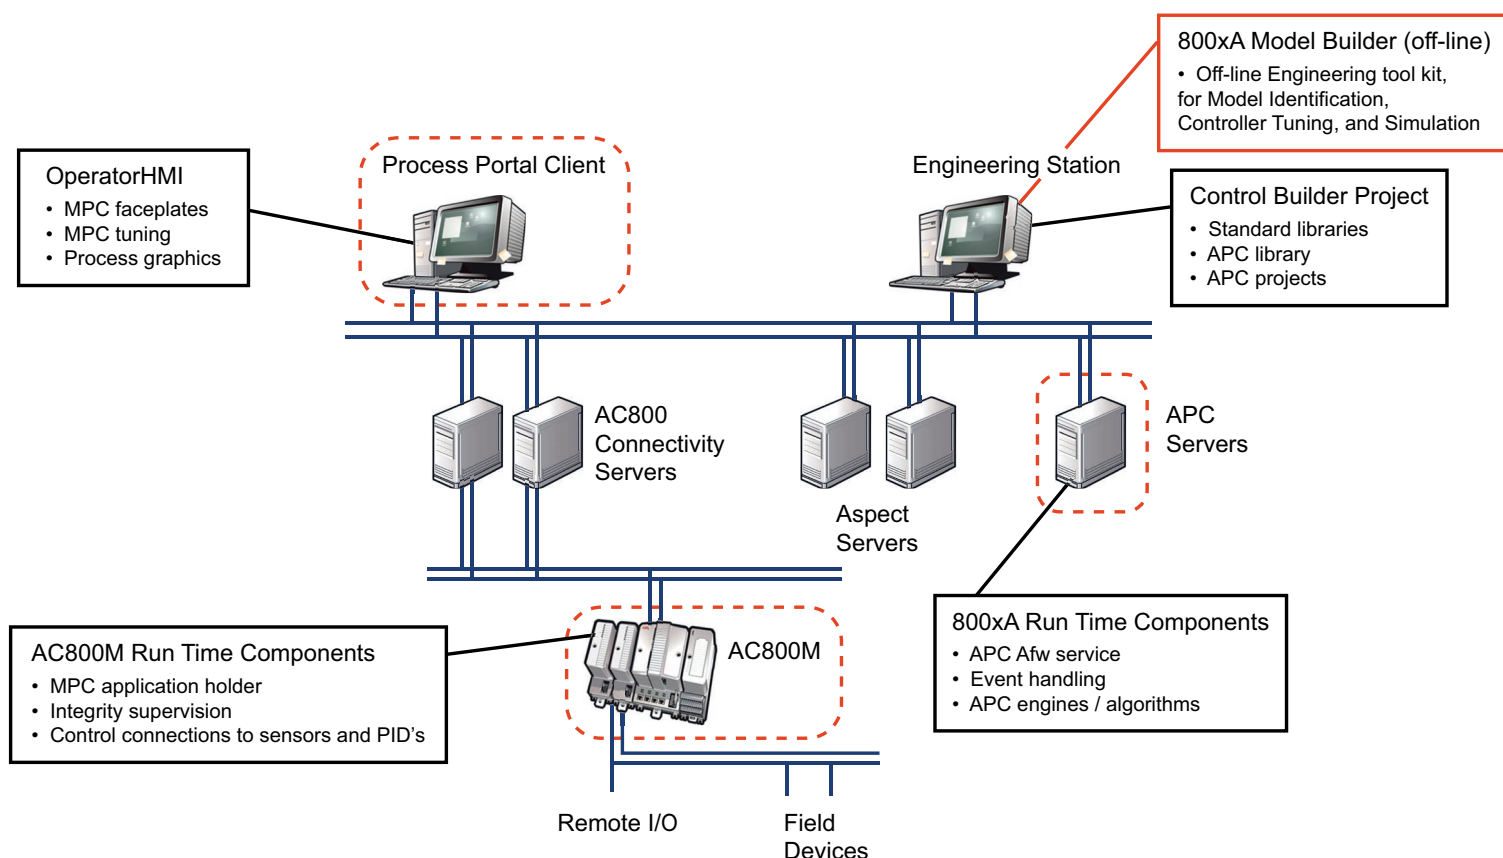 800xA Model Builder (off-line)
• Off-line Engineering tool kit,
for Model Identification,
Controller Tuning, and Simulation
Process Portal Client
Engineering Station
OperatorHMI
• MPC faceplates
• MPC tuning
• Process graphics
Control Builder Project
• Standard libraries
• APC library
• APC projects
AC800
Connectivity
Servers
APC
Servers
Aspect
Servers
AC800M Run Time Components
• MPC application holder
• Integrity supervision
• Control connections to sensors and PID's
AC800M
800xA Run Time Components
• APC Afw service
• Event handling
• APC engines / algorithms
Remote I/O
Field
Devices